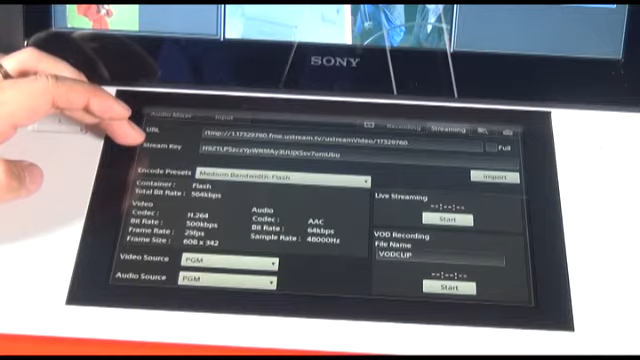 SONY
Audio Mixer Input Recording Streaming
URL rtmp://1.17329760.fme.ustream.tv/ustreamVideo/17329760 Full
Stream Key
Encode Presets Medium Bandwidth-Flash Import
Container : Flash
Total Bit Rate : 564kbps
Video
Codec : H.264
Bit Rate : 500kbps
Frame Rate : 25fps
Frame Size : 608 x 342
Audio
Codec : AAC
Bit Rate : 64kbps
Sample Rate : 48000Hz
Video Source PGM
Audio Source PGM
Live Streaming
--:--:--
Start
VOD Recording
File Name
VODCLIP
--:--:--
Start